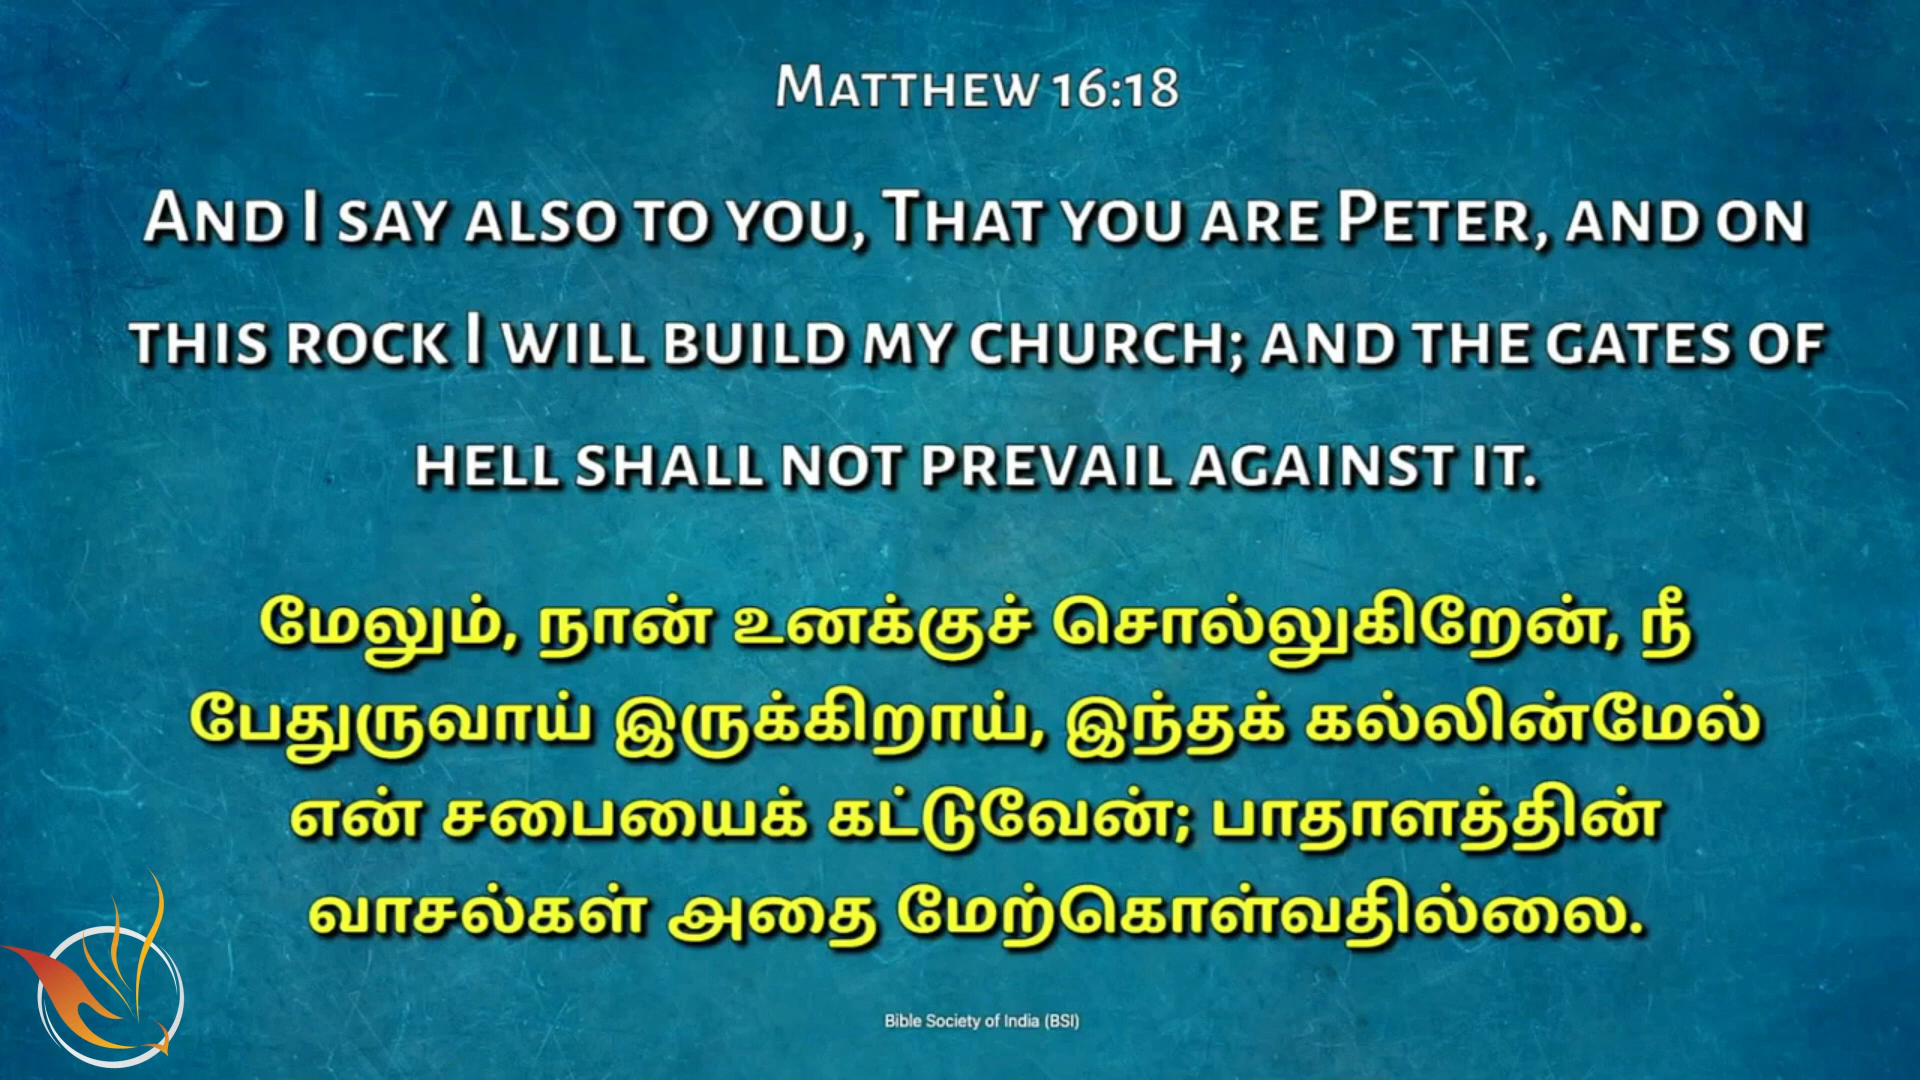 Matthew 16:18
And I say also to you, That you are Peter, and on
this rock I will build my church; and the gates of
hell shall not prevail against it.
மேலும், நான் உனக்குச் சொல்லுகிறேன், நீ
பேதுருவாய் இருக்கிறாய், இந்தக் கல்லின்மேல்
என் சபையைக் கட்டுவேன்; பாதாளத்தின்
வாசல்கள் அதை மேற்கொள்வதில்லை.
Bible Society of India (BSI)